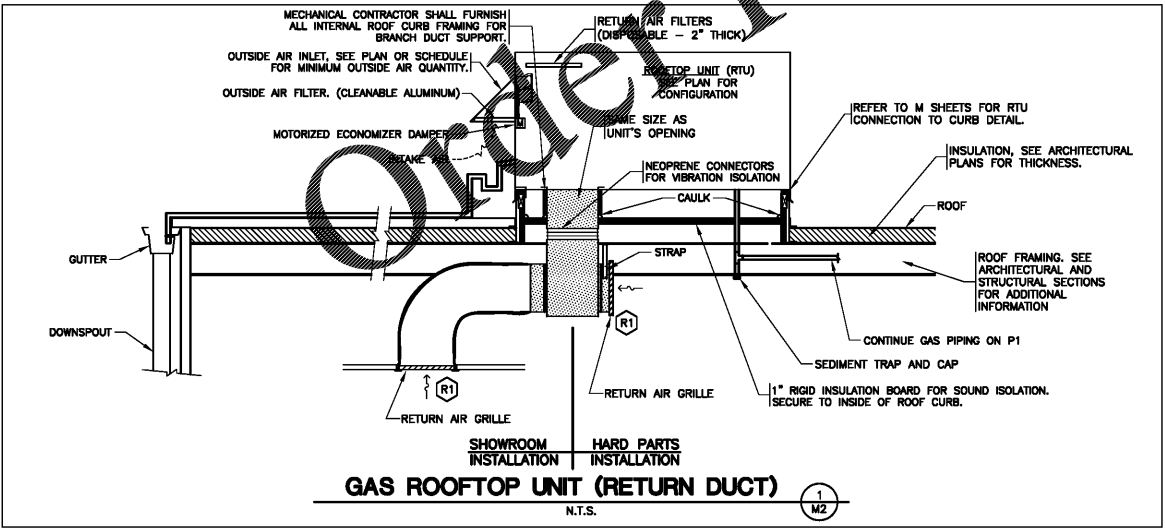 MECHANICAL CONTRACTOR SHALL FURNISH
ALL INTERNAL ROOF CURB FRAMING FOR
BRANCH DUCT SUPPORT.
RETURN AIR FILTERS
(DISPOSABLE - 2" THICK)
OUTSIDE AIR INLET, SEE PLAN OR SCHEDULE
FOR MINIMUM OUTSIDE AIR QUANTITY.
ROOFTOP UNIT (RTU)
SEE PLAN FOR
CONFIGURATION
OUTSIDE AIR FILTER. (CLEANABLE ALUMINUM)
M
SAME SIZE AS
UNIT'S OPENING
REFER TO M SHEETS FOR RTU
CONNECTION TO CURB DETAIL.
MOTORIZED ECONOMIZER DAMPER
INTAKE AIR
NEOPRENE CONNECTORS
FOR VIBRATION ISOLATION
INSULATION, SEE ARCHITECTURAL
PLANS FOR THICKNESS.
CAULK
ROOF
GUTTER
STRAP
ROOF FRAMING. SEE
ARCHITECTURAL AND
STRUCTURAL SECTIONS
FOR ADDITIONAL
INFORMATION
DOWNSPOUT
R1
CONTINUE GAS PIPING ON P1
SEDIMENT TRAP AND CAP
R1
RETURN AIR GRILLE
1" RIGID INSULATION BOARD FOR SOUND ISOLATION.
SECURE TO INSIDE OF ROOF CURB.
RETURN AIR GRILLE
SHOWROOM
INSTALLATION
HARD PARTS
INSTALLATION
GAS ROOFTOP UNIT (RETURN DUCT)
1
M2
N.T.S.
Order